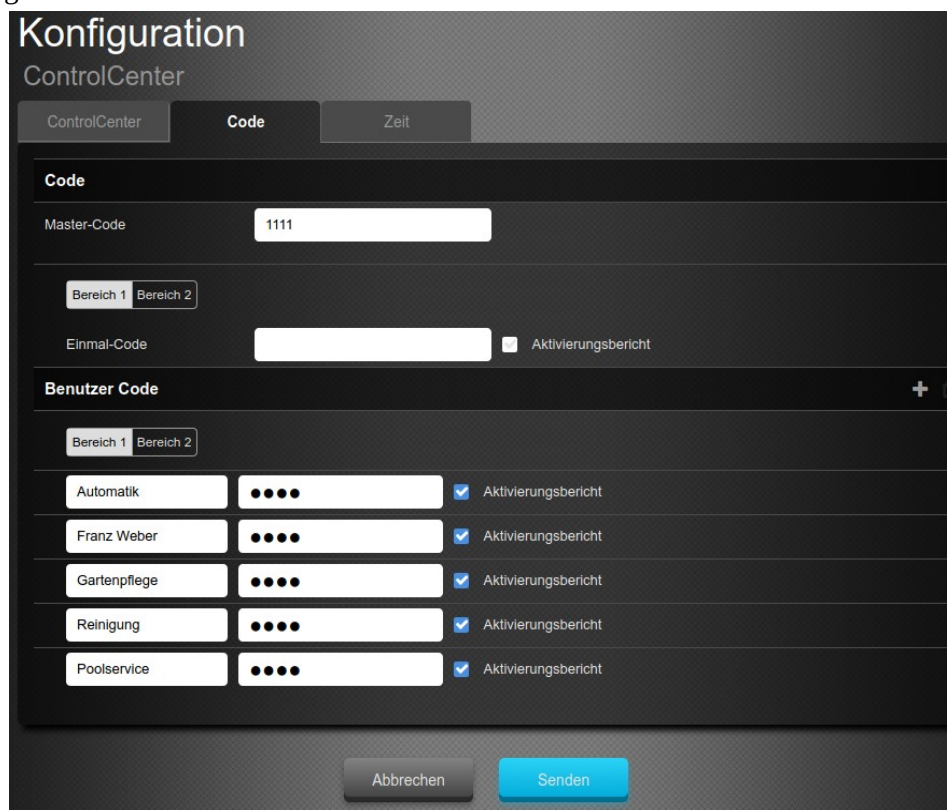 Konfiguration
ControlCenter
ControlCenter Code Zeit
Code
Master-Code 1111
Bereich 1 Bereich 2
Einmal-Code Aktivierungsbericht
Benutzer Code +
Bereich 1 Bereich 2
Automatik ●●●● Aktivierungsbericht
Franz Weber ●●●● Aktivierungsbericht
Gartenpflege ●●●● Aktivierungsbericht
Reinigung ●●●● Aktivierungsbericht
Poolservice ●●●● Aktivierungsbericht
Abbrechen Senden